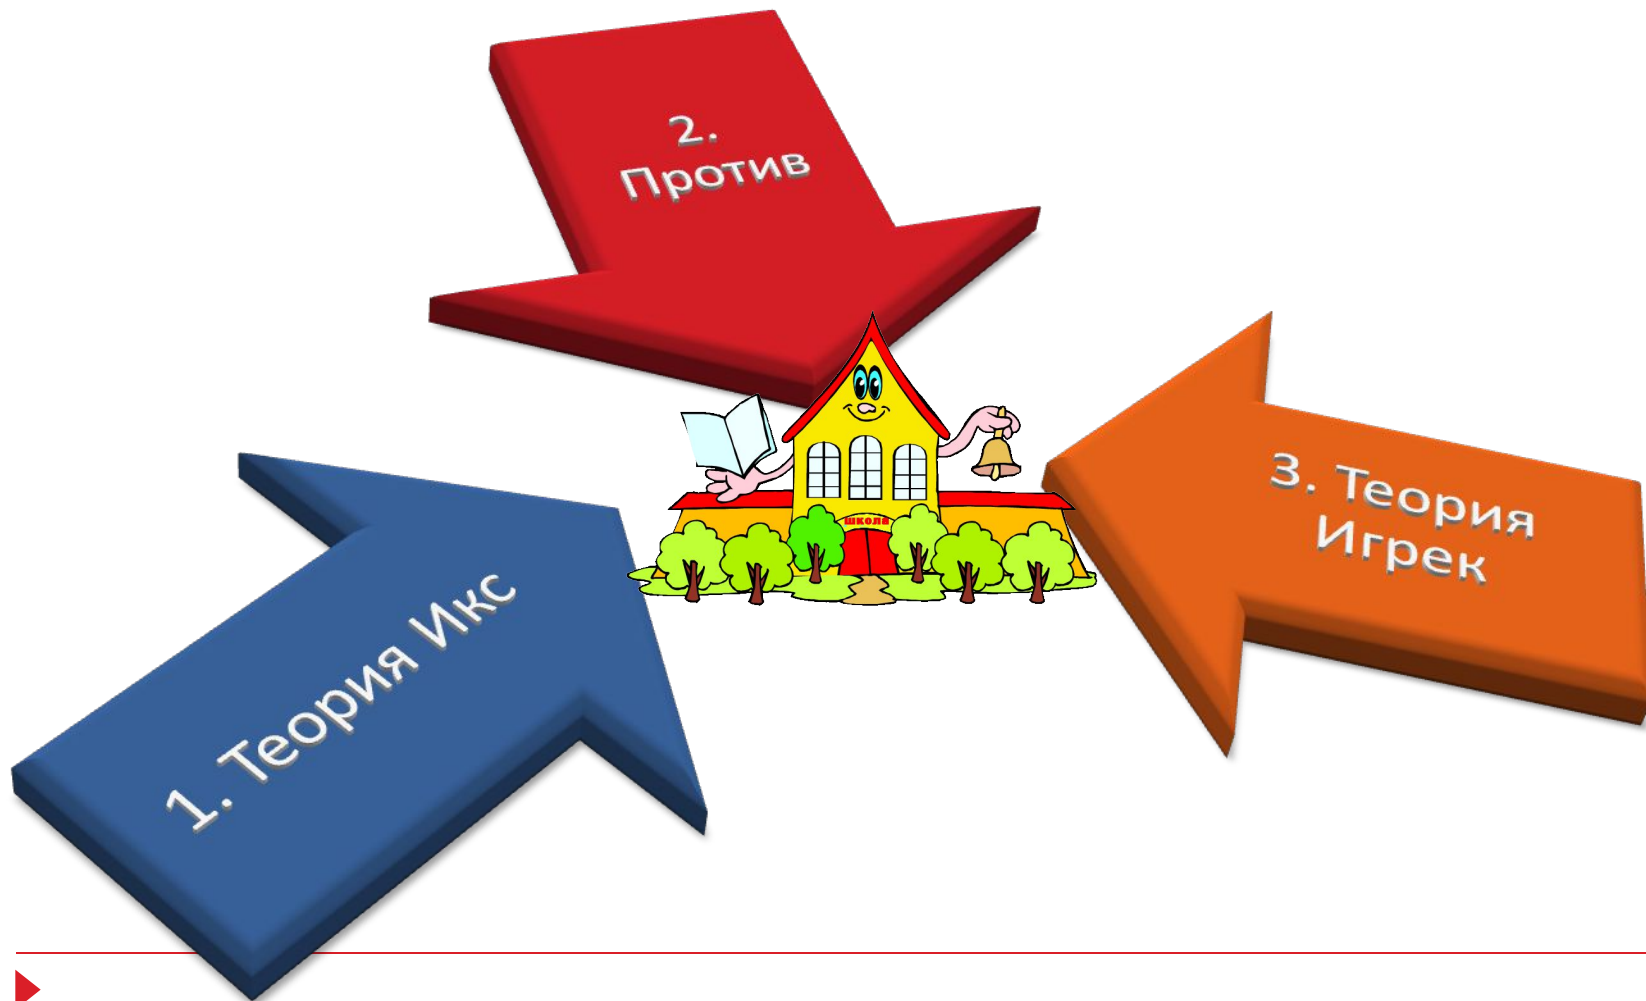 1. Теория Икс
2.
Против
3. Теория
Игрек
школа